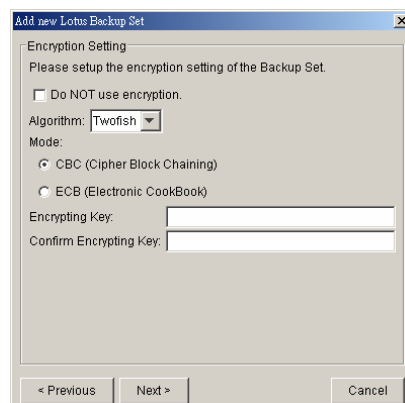 Add new Lotus Backup Set
Encryption Setting
Please setup the encryption setting of the Backup Set.
Do NOT use encryption.
Algorithm: Twofish
Mode:
CBC (Cipher Block Chaining)
ECB (Electronic CookBook)
Encrypting Key:
Confirm Encrypting Key:
< Previous Next > Cancel